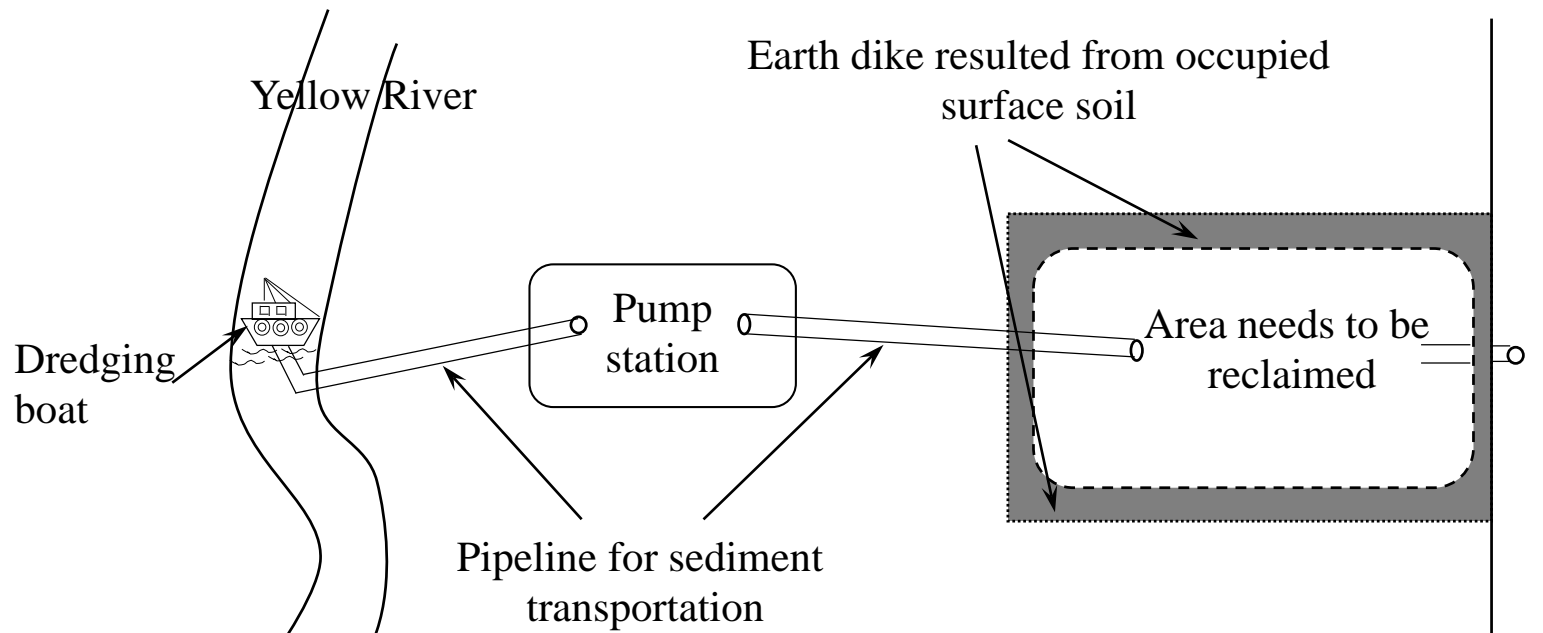 Yellow River
Earth dike resulted from occupied
surface soil
Pump
station
Area needs to be
reclaimed
Dredging
boat
Pipeline for sediment
transportation